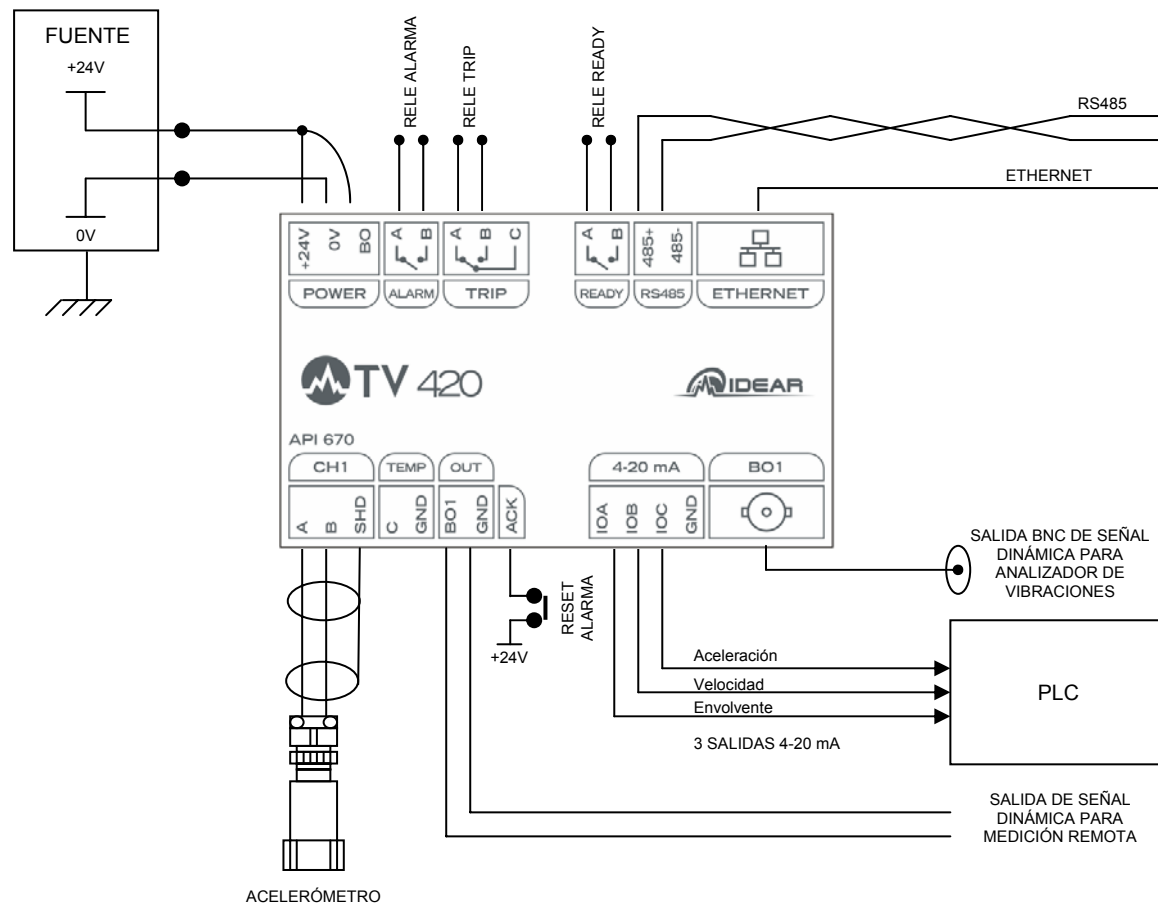 FUENTE
+24V
0V
RELE ALARMA
RELE TRIP
RELE READY
RS485
ETHERNET
+24V
0V
BO
A
B
A
B
C
A
B
485+
485-
POWER
ALARM
TRIP
READY
RS485
ETHERNET
TV 420
IDEAR
API 670
CH1
TEMP
OUT
4-20 mA
BO1
A
B
SHD
C
GND
BO1
GND
ACK
IOA
IOB
IOC
GND
SALIDA BNC DE SEÑAL
DINÁMICA PARA
ANALIZADOR DE
VIBRACIONES
RESET
ALARMA
+24V
Aceleración
Velocidad
Envolvente
3 SALIDAS 4-20 mA
PLC
SALIDA DE SEÑAL
DINÁMICA PARA
MEDICIÓN REMOTA
ACELERÓMETRO